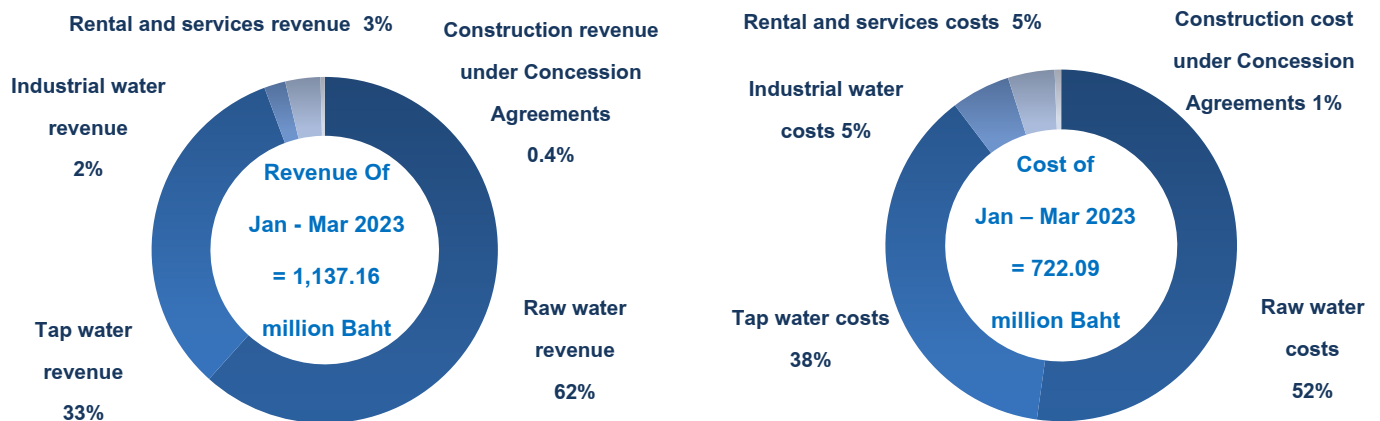 Rental and services revenue 3%
Construction revenue
under Concession
Agreements
0.4%
Industrial water
revenue
2%
Revenue Of
Jan - Mar 2023
= 1,137.16
million Baht
Tap water
revenue
33%
Raw water
revenue
62%
Rental and services costs 5%
Construction cost
under Concession
Agreements 1%
Industrial water
costs 5%
Cost of
Jan – Mar 2023
= 722.09
million Baht
Tap water costs
38%
Raw water
costs
52%